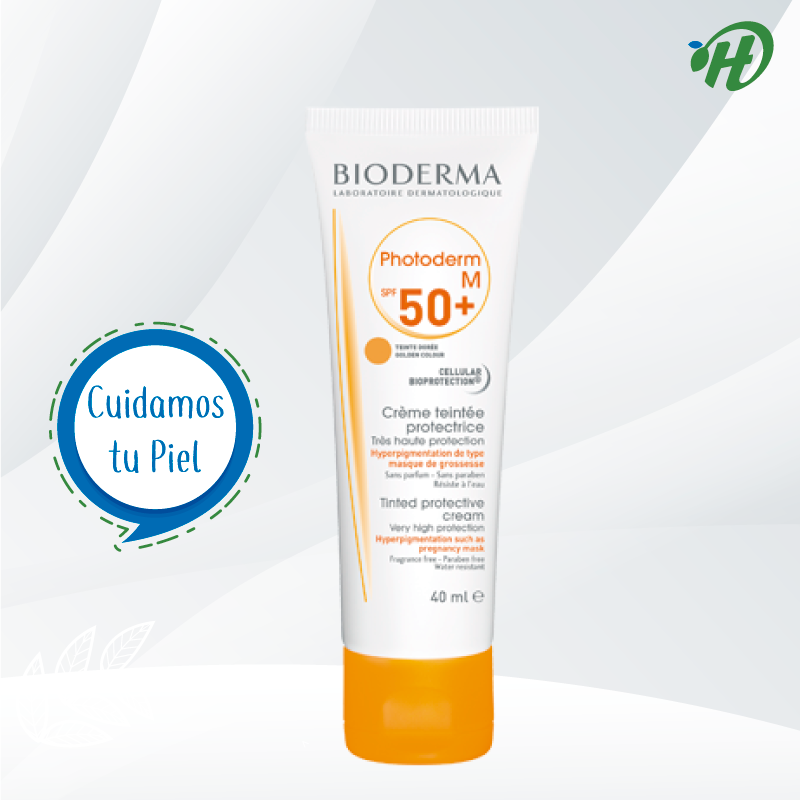 H
BIODERMA
LABORATOIRE DERMATOLOGIQUE
Photoderm
M
SPF 50+
TEINTE DORÉE
GOLDEN COLOUR
CELLULAR
BIOPROTECTION®
Crème teintée
protectrice
Très haute protection
Hyperpigmentation de type
masque de grossesse
Sans parfum - Sans paraben
Résiste à l'eau
Tinted protective
cream
Very high protection
Hyperpigmentation such as
pregnancy mask
Fragrance free - Paraben free
Water resistant
40 ml ℮
Cuidamos
tu Piel